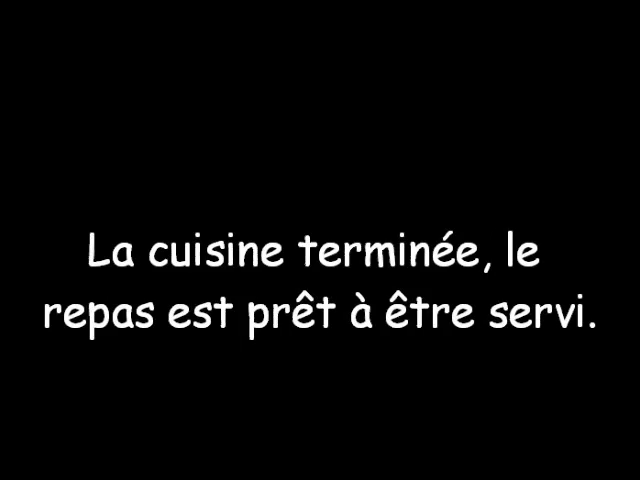 La cuisine terminée, le
repas est prêt à être servi.